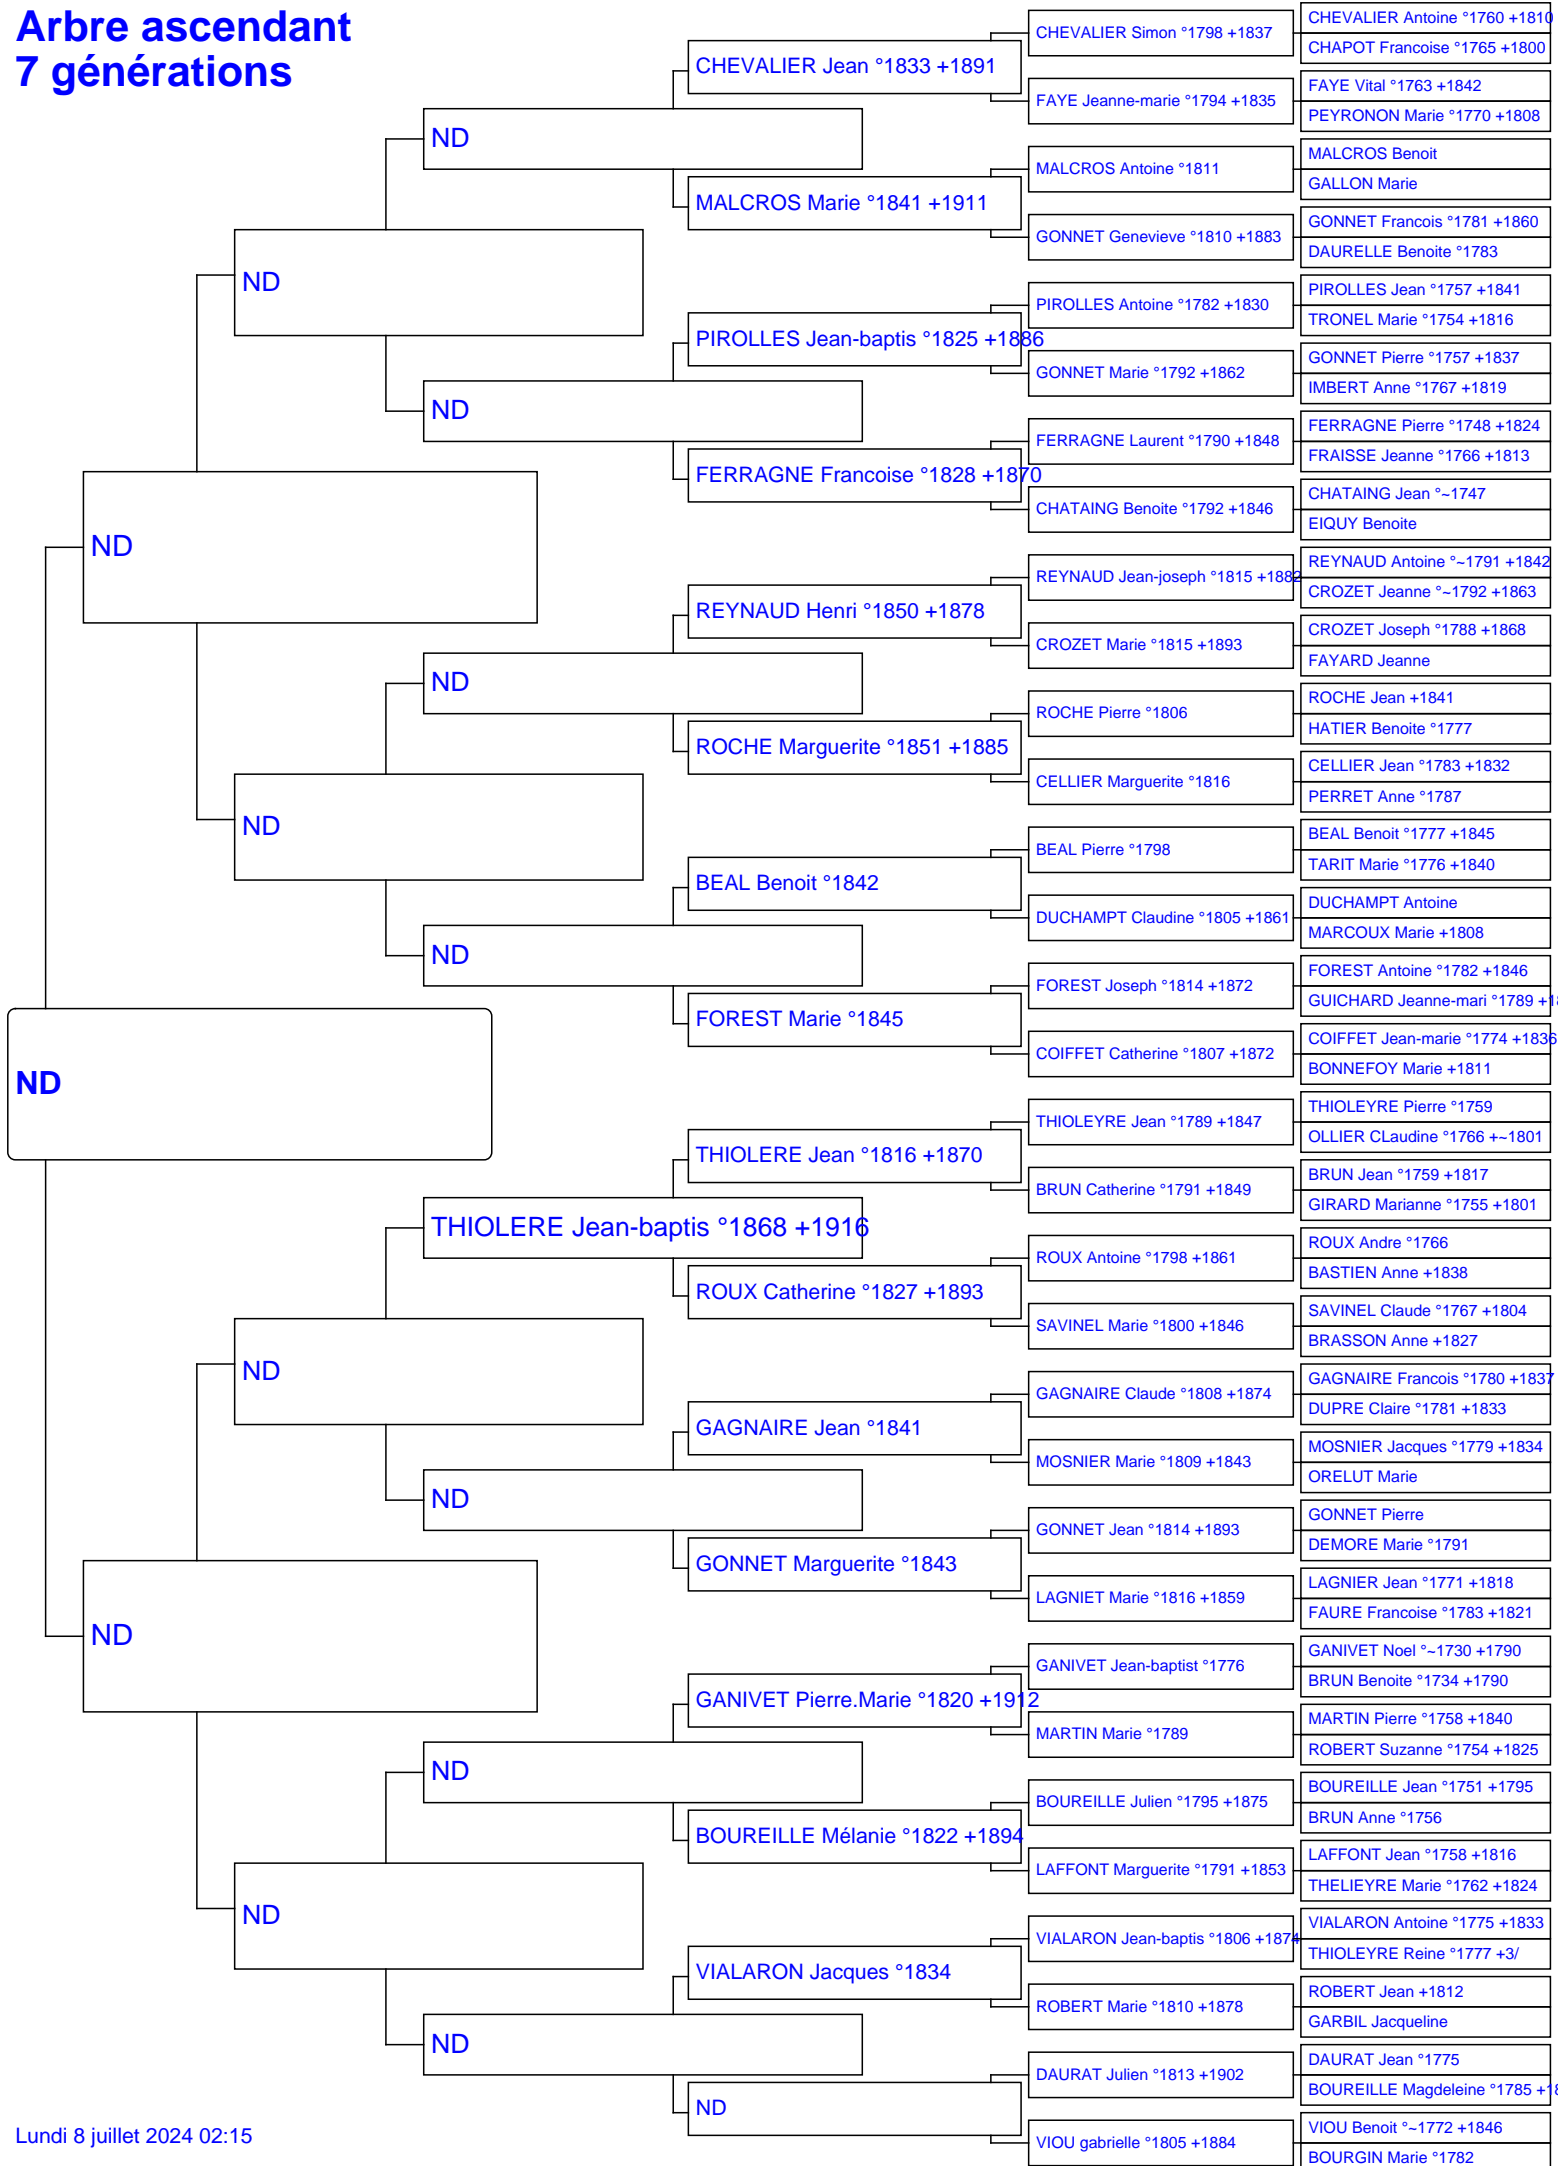 Arbre ascendant
7 générations
ND
ND
ND
ND
CHEVALIER Jean °1833 +1891
CHEVALIER Simon °1798 +1837
CHEVALIER Antoine °1760 +1810
CHAPOT Francoise °1765 +1800
FAYE Jeanne-marie °1794 +1835
FAYE Vital °1763 +1842
PEYRONON Marie °1770 +1808
MALCROS Marie °1841 +1911
MALCROS Antoine °1811
MALCROS Benoit
GALLON Marie
GONNET Genevieve °1810 +1883
GONNET Francois °1781 +1860
DAURELLE Benoite °1783
ND
PIROLLES Jean-baptis °1825 +1886
PIROLLES Antoine °1782 +1830
PIROLLES Jean °1757 +1841
TRONEL Marie °1754 +1816
GONNET Marie °1792 +1862
GONNET Pierre °1757 +1837
IMBERT Anne °1767 +1819
FERRAGNE Francoise °1828 +1870
FERRAGNE Laurent °1790 +1848
FERRAGNE Pierre °1748 +1824
FRAISSE Jeanne °1766 +1813
CHATAING Benoite °1792 +1846
CHATAING Jean °~1747
EIQUY Benoite
ND
ND
REYNAUD Henri °1850 +1878
REYNAUD Jean-joseph °1815 +1882
REYNAUD Antoine °~1791 +1842
CROZET Jeanne °~1792 +1863
CROZET Marie °1815 +1893
CROZET Joseph °1788 +1868
FAYARD Jeanne
ROCHE Marguerite °1851 +1885
ROCHE Pierre °1806
ROCHE Jean +1841
HATIER Benoite °1777
CELLIER Marguerite °1816
CELLIER Jean °1783 +1832
PERRET Anne °1787
ND
BEAL Benoit °1842
BEAL Pierre °1798
BEAL Benoit °1777 +1845
TARIT Marie °1776 +1840
DUCHAMPT Claudine °1805 +1861
DUCHAMPT Antoine
MARCOUX Marie +1808
FOREST Marie °1845
FOREST Joseph °1814 +1872
FOREST Antoine °1782 +1846
GUICHARD Jeanne-mari °1789 +18
COIFFET Catherine °1807 +1872
COIFFET Jean-marie °1774 +1836
BONNEFOY Marie +1811
ND
ND
THIOLERE Jean-baptis °1868 +1916
THIOLERE Jean °1816 +1870
THIOLEYRE Jean °1789 +1847
THIOLEYRE Pierre °1759
OLLIER CLaudine °1766 +~1801
BRUN Catherine °1791 +1849
BRUN Jean °1759 +1817
GIRARD Marianne °1755 +1801
ROUX Catherine °1827 +1893
ROUX Antoine °1798 +1861
ROUX Andre °1766
BASTIEN Anne +1838
SAVINEL Marie °1800 +1846
SAVINEL Claude °1767 +1804
BRASSON Anne +1827
ND
GAGNAIRE Jean °1841
GAGNAIRE Claude °1808 +1874
GAGNAIRE Francois °1780 +1837
DUPRE Claire °1781 +1833
MOSNIER Marie °1809 +1843
MOSNIER Jacques °1779 +1834
ORELUT Marie
GONNET Marguerite °1843
GONNET Jean °1814 +1893
GONNET Pierre
DEMORE Marie °1791
LAGNIET Marie °1816 +1859
LAGNIER Jean °1771 +1818
FAURE Francoise °1783 +1821
ND
ND
GANIVET Pierre.Marie °1820 +1912
GANIVET Jean-baptist °1776
GANIVET Noel °~1730 +1790
BRUN Benoite °1734 +1790
MARTIN Marie °1789
MARTIN Pierre °1758 +1840
ROBERT Suzanne °1754 +1825
BOUREILLE Mélanie °1822 +1894
BOUREILLE Julien °1795 +1875
BOUREILLE Jean °1751 +1795
BRUN Anne °1756
LAFFONT Marguerite °1791 +1853
LAFFONT Jean °1758 +1816
THELIEYRE Marie °1762 +1824
ND
VIALARON Jacques °1834
VIALARON Jean-baptis °1806 +1874
VIALARON Antoine °1775 +1833
THIOLEYRE Reine °1777 +3/
ROBERT Marie °1810 +1878
ROBERT Jean +1812
GARBIL Jacqueline
ND
DAURAT Julien °1813 +1902
DAURAT Jean °1775
BOUREILLE Magdeleine °1785 +18
VIOU gabrielle °1805 +1884
VIOU Benoit °~1772 +1846
BOURGIN Marie °1782
ND
Lundi 8 juillet 2024 02:15